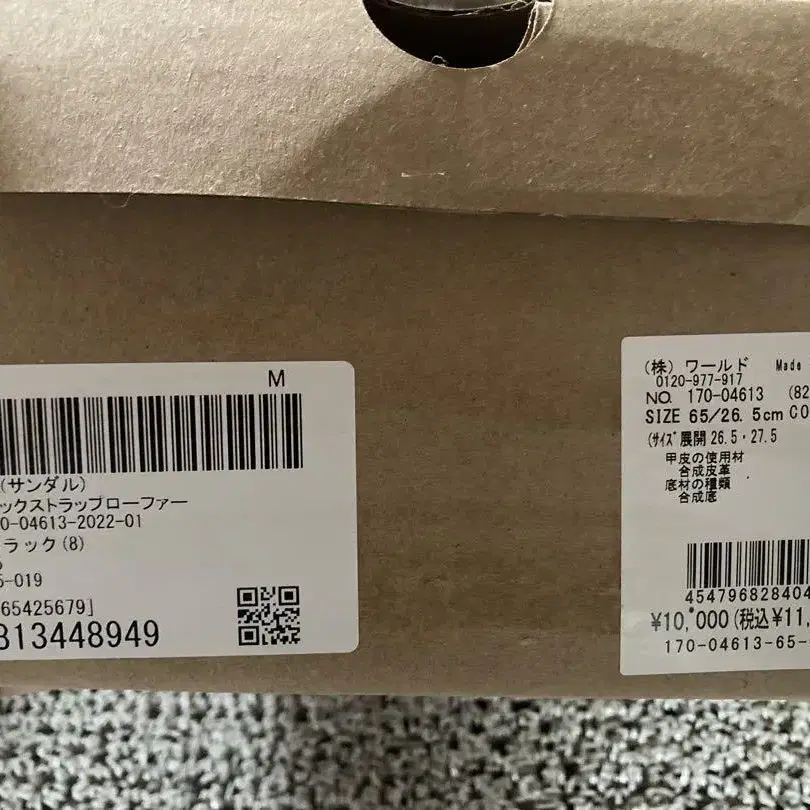 M
(サンダル)
ックストラップローファー
0-04613-2022-01
ラック(8)
5-019
65425679]
813448949
(株) ワールド Made
0120-977-917
NO. 170-04613 (82
SIZE 65/26.5cm CO
(サイズ展開 26.5・27.5
甲皮の使用材
合成皮革
底材の種類
合成底
454796828404
¥10,000(税込¥11,
170-04613-65-